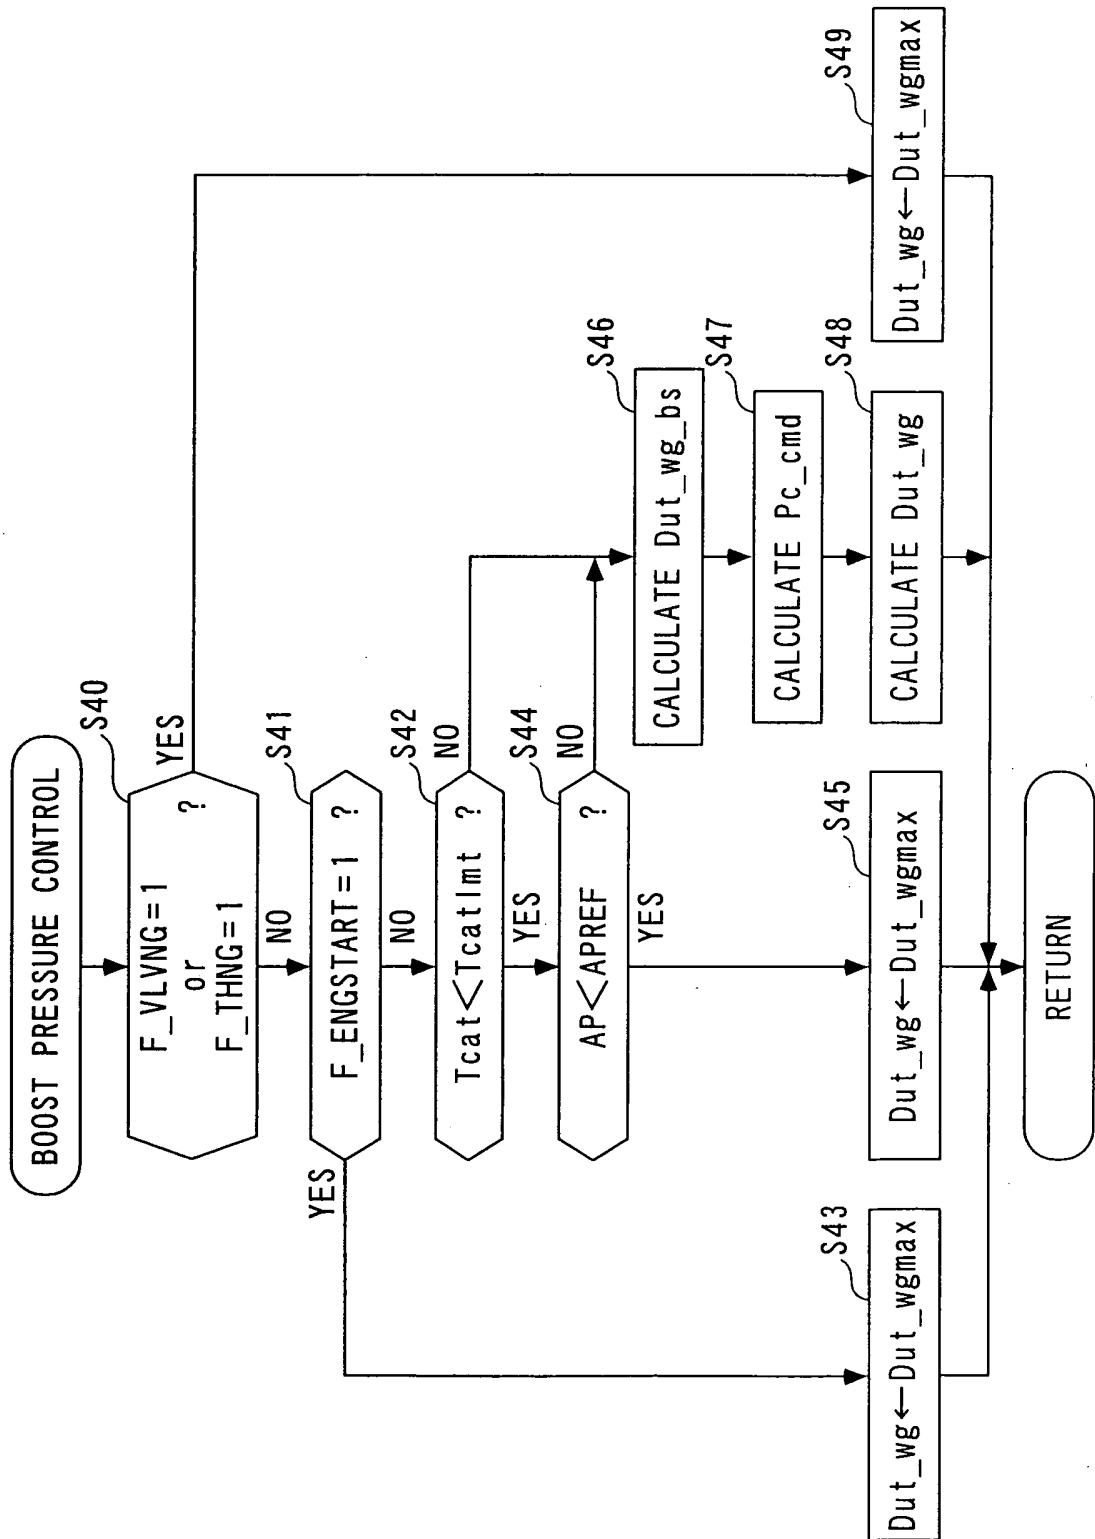 BOOST PRESSURE CONTROL
S40
F_VLVNG=1
or
F_THNG=1
?
YES
NO
S41
F_ENGSTART=1 ?
YES
NO
S42
Tcat<Tcatlmt ?
NO
YES
S44
AP<APREF ?
NO
YES
S46
CALCULATE Dut_wg_bs
S47
CALCULATE Pc_cmd
S43
Dut_wg←Dut_wgmax
S45
Dut_wg←Dut_wgmax
S48
CALCULATE Dut_wg
S49
Dut_wg←Dut_wgmax
RETURN